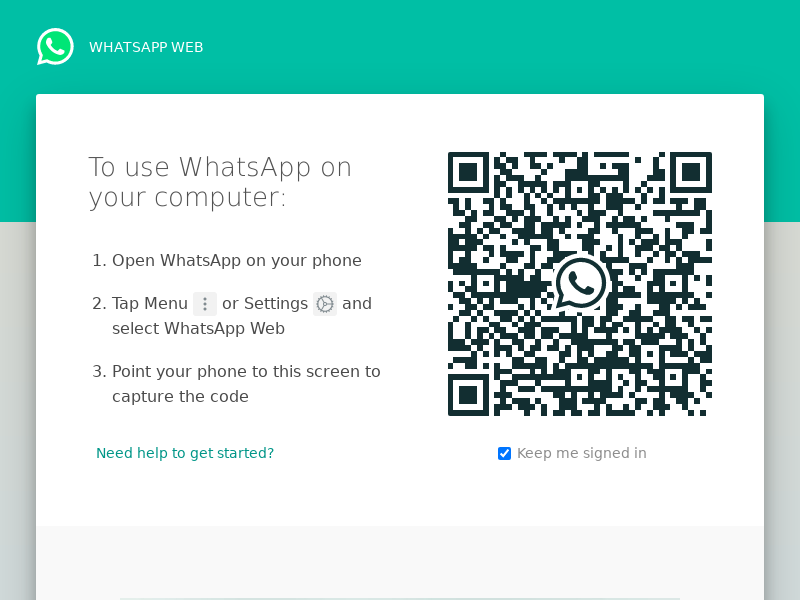 WHATSAPP WEB
To use WhatsApp on
your computer:
1. Open WhatsApp on your phone
2. Tap Menu or Settings and
select WhatsApp Web
3. Point your phone to this screen to
capture the code
Need help to get started?
Keep me signed in